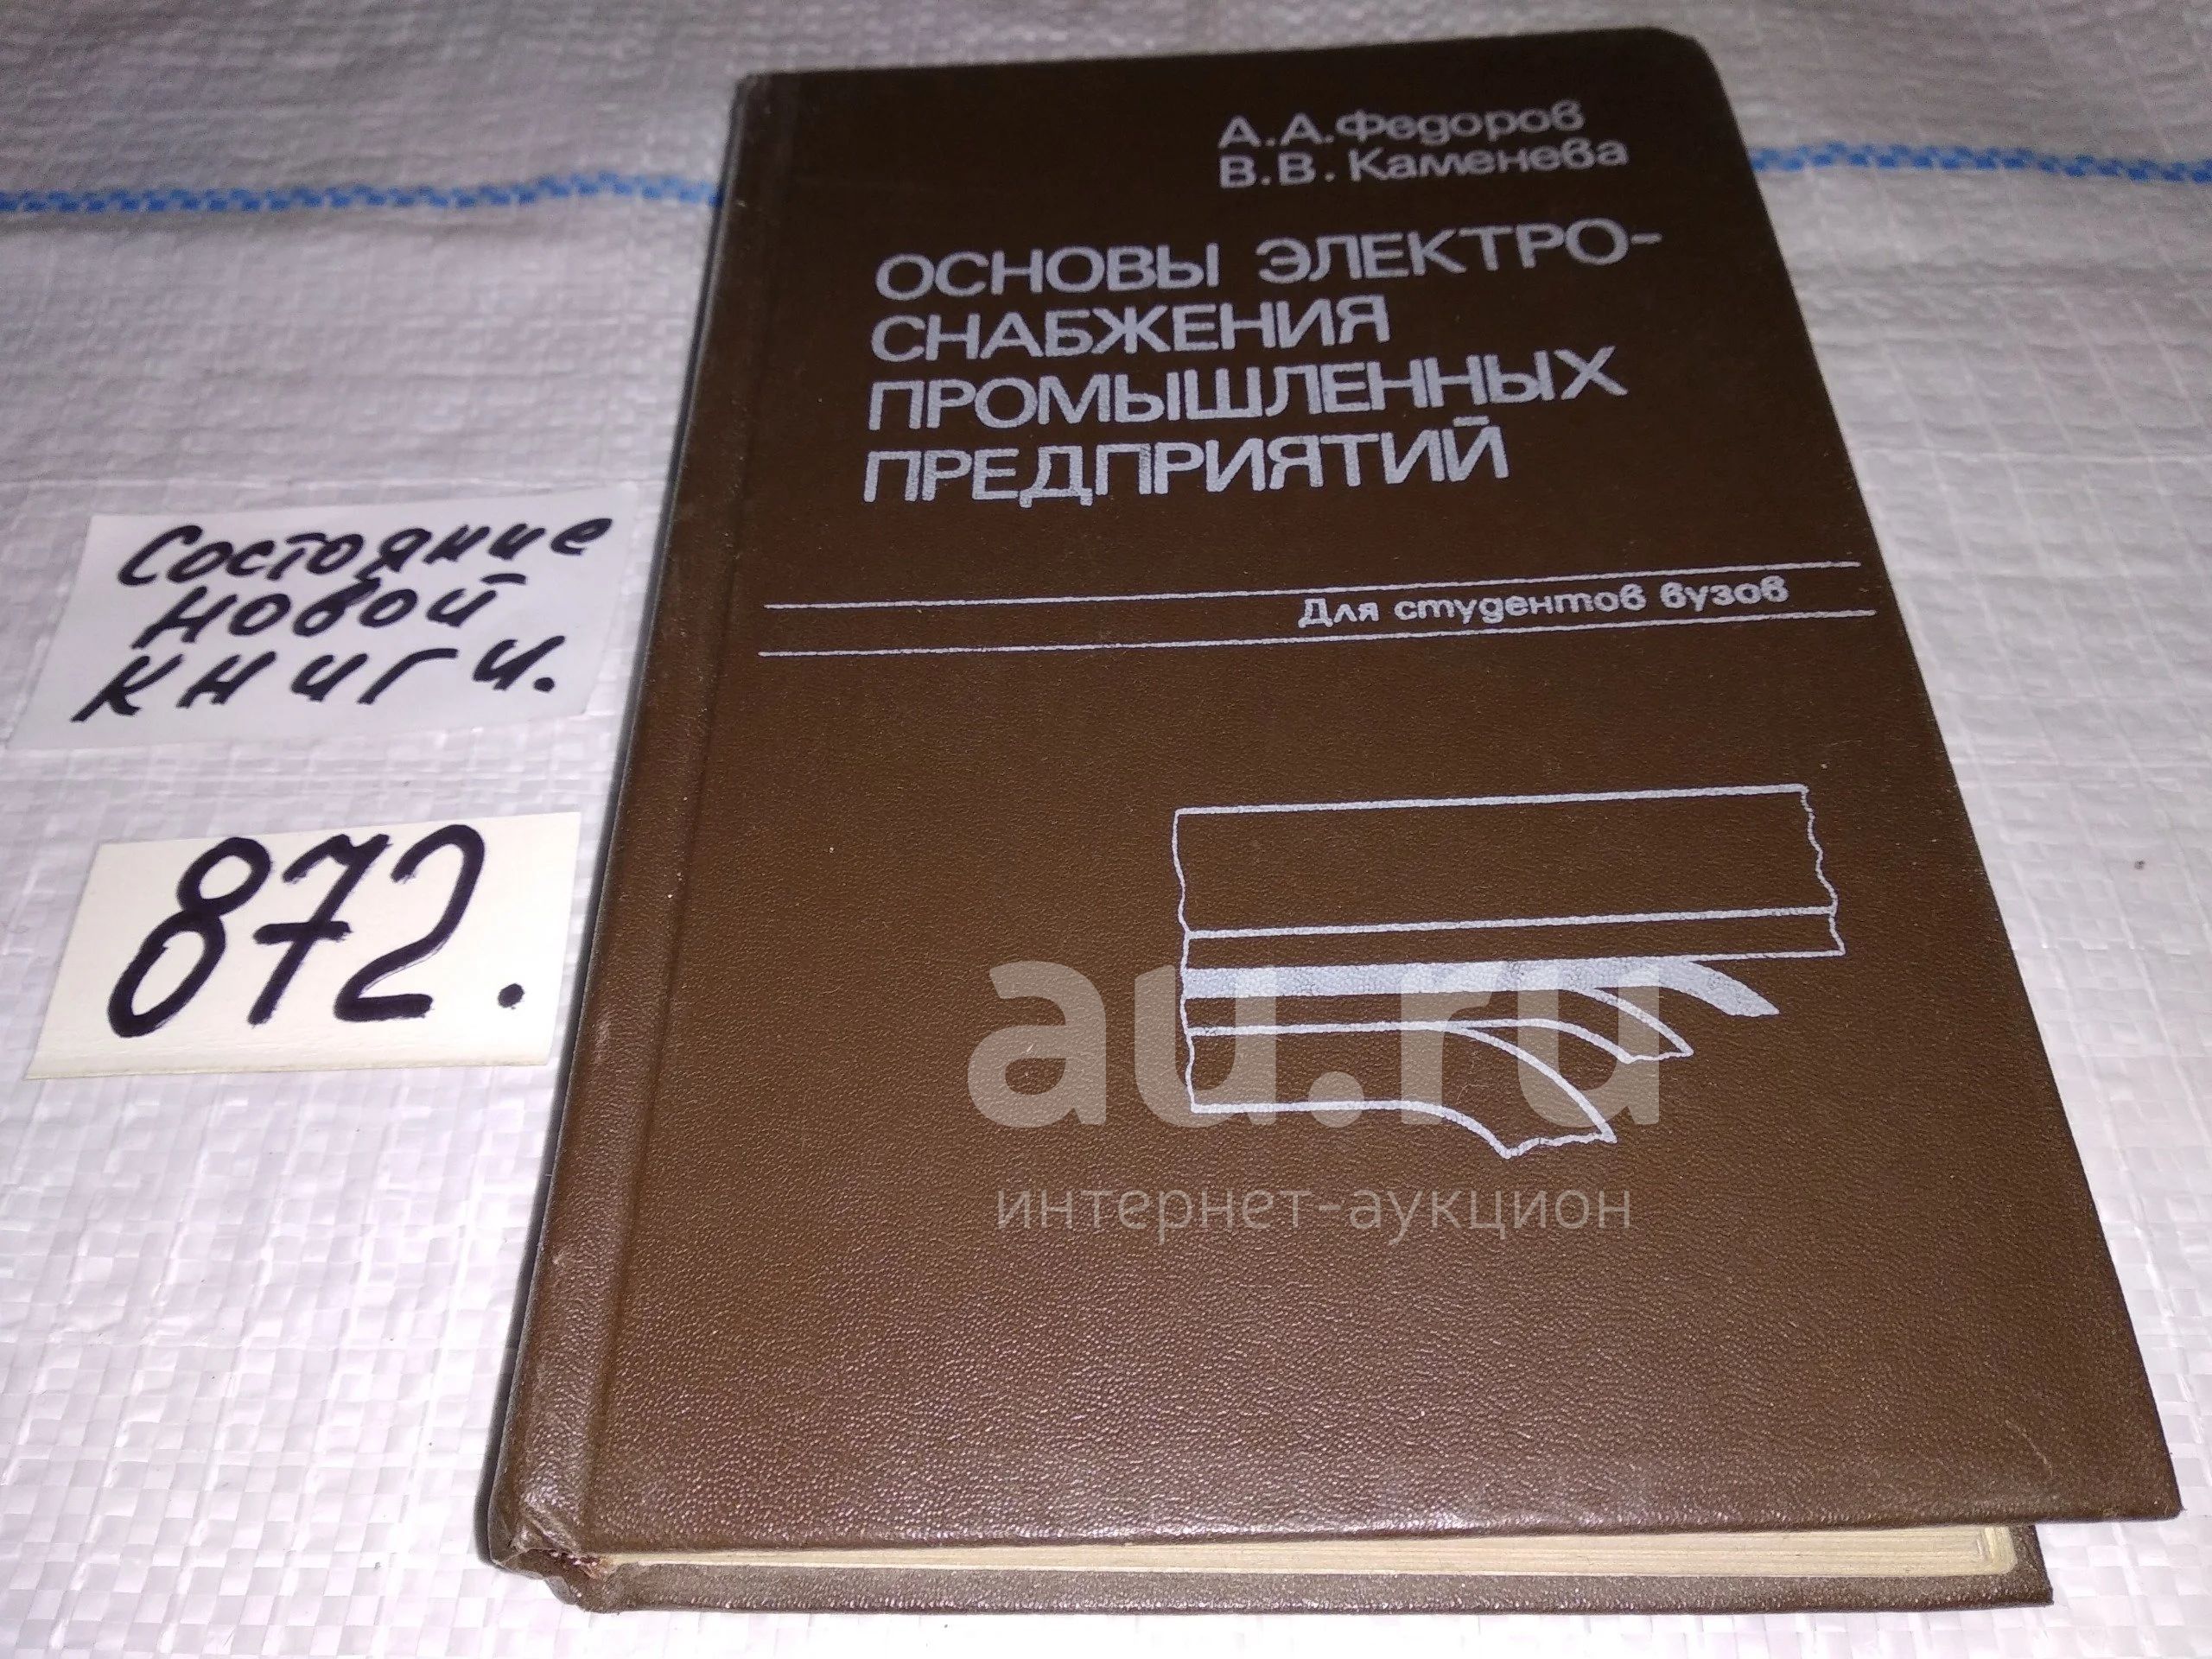 А.А.Федоров
В.В.Каменева
ОСНОВЫ ЭЛЕКТРО-
СНАБЖЕНИЯ
ПРОМЫШЛЕННЫХ
ПРЕДПРИЯТИЙ
Для студентов вузов
Состояние
новой
книги.
872.
au.ru
интернет-аукцион